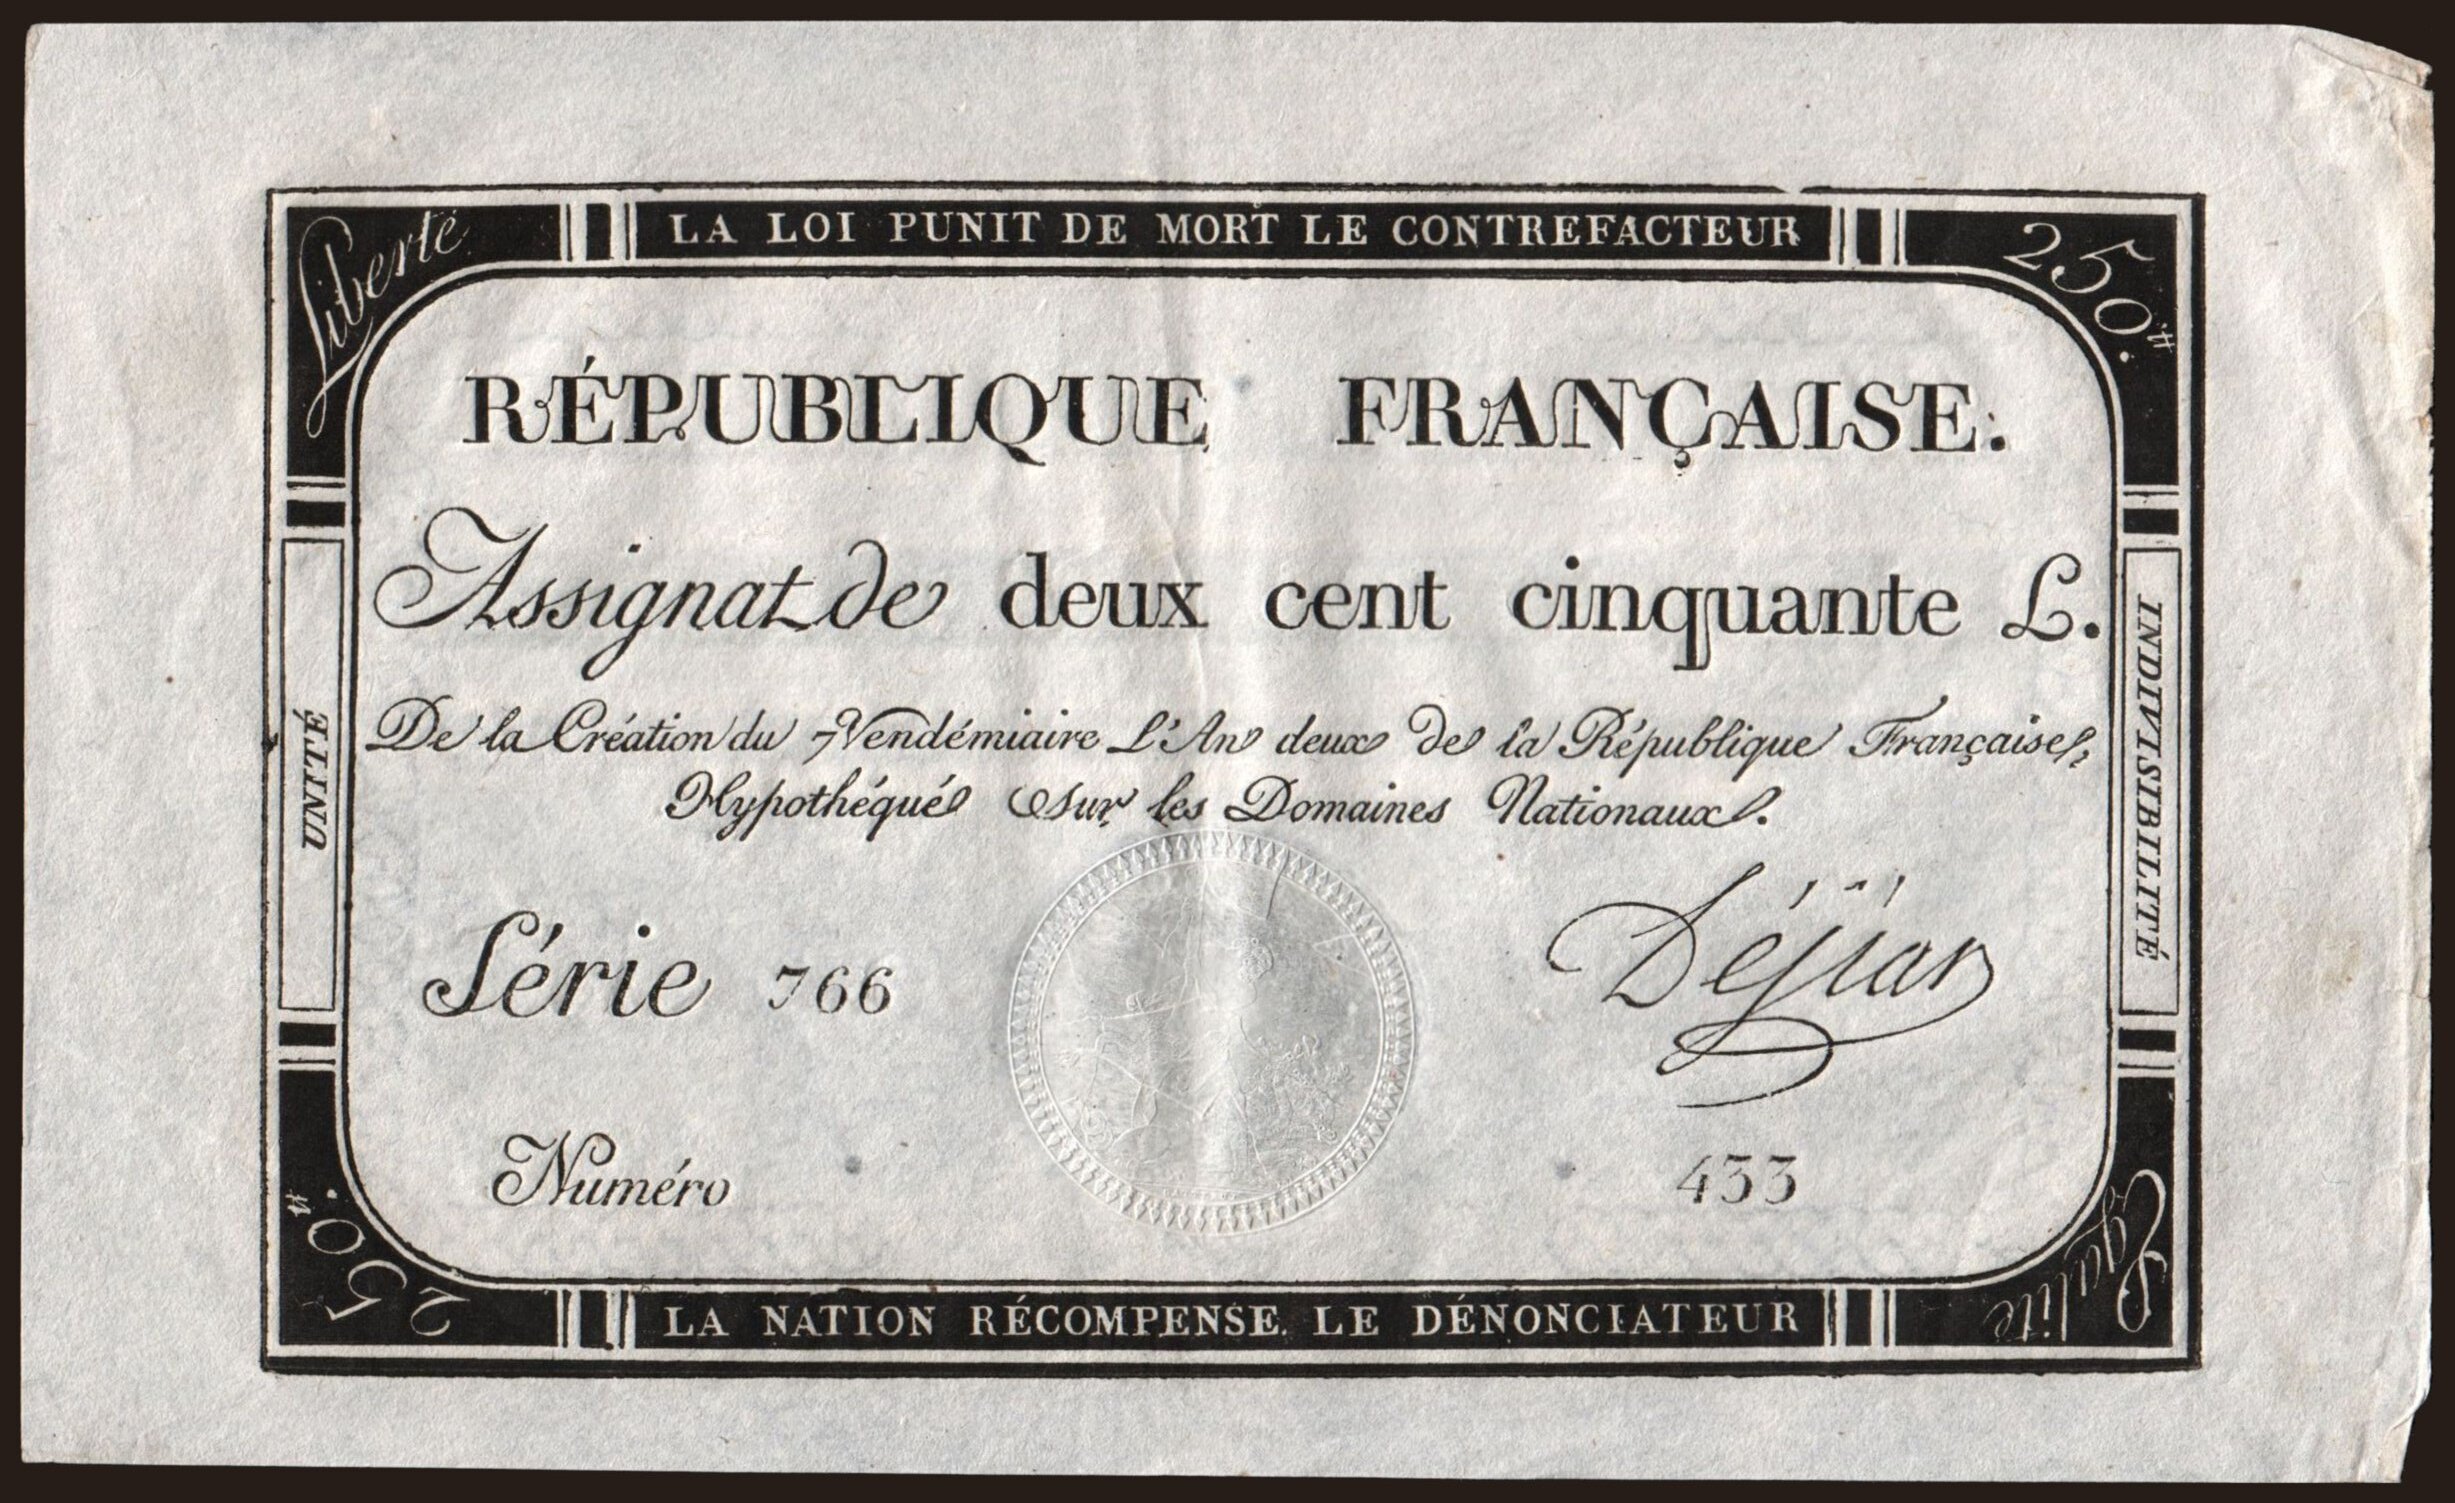 Liberté
LA LOI PUNIT DE MORT LE CONTREFACTEUR
250.#
RÉPUBLIQUE FRANÇAISE.
Assignat de deux cent cinquante L.
De la Création du 7 Vendémiaire L'An deux de la République Française,
Hypothéqué sur les Domaines Nationaux.
UNITÉ
INDIVISIBILITÉ
Série 766
Numéro 433
250.#
LA NATION RÉCOMPENSE LE DÉNONCIATEUR
Egalité